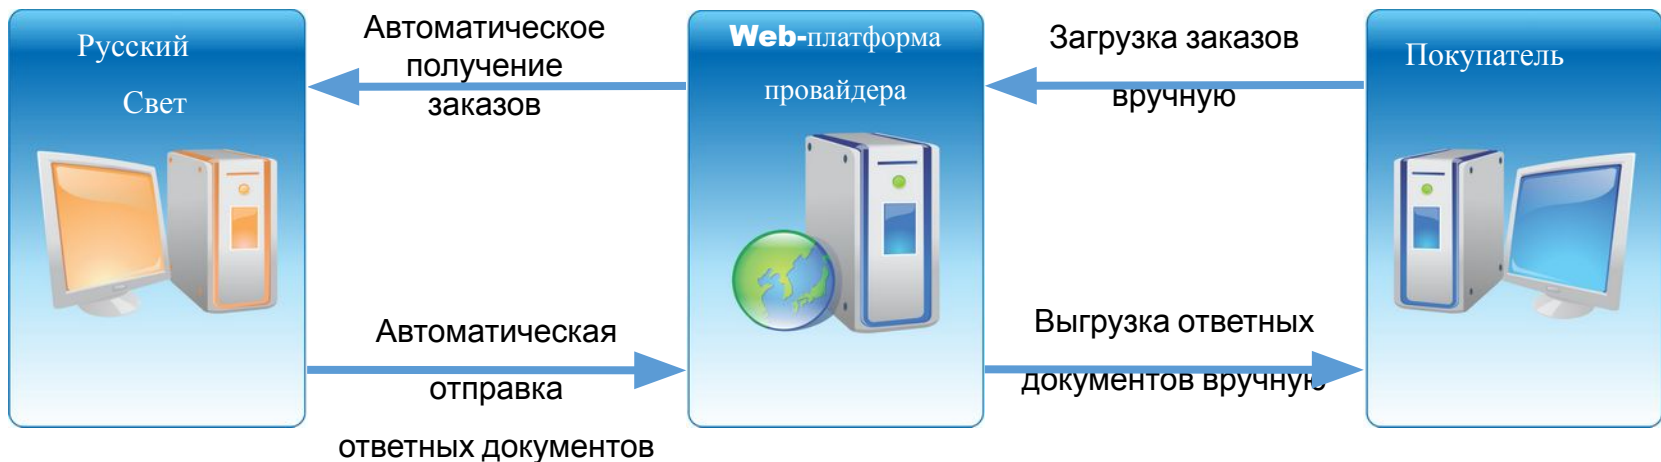 Русский
Свет
Автоматическое
получение
заказов
Web-платформа
провайдера
Загрузка заказов
вручную
Покупатель
Автоматическая
отправка
ответных документов
Выгрузка ответных
документов вручную